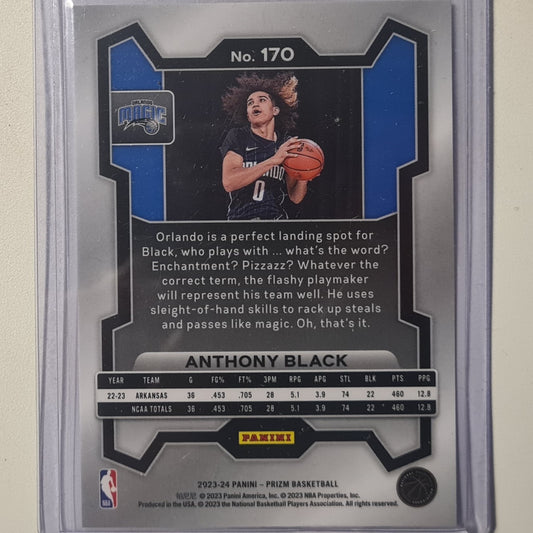 No. 170
ORLANDO
MAGIC
ORLANDO
0
Orlando is a perfect landing spot for
Black, who plays with ... what's the word?
Enchantment? Pizzazz? Whatever the
correct term, the flashy playmaker
will represent his team well. He uses
sleight-of-hand skills to rack up steals
and passes like magic. Oh, that's it.
ANTHONY BLACK
YEAR TEAM G FG% FT% 3PM RPG APG STL BLK PTS. PPG
22-23 ARKANSAS 36 .453 .705 28 5.1 3.9 74 22 460 12.8
NCAA TOTALS 36 .453 .705 28 5.1 3.9 74 22 460 12.8
PANINI
2023-24 PANINI – PRIZM BASKETBALL
© 2023 Panini America, Inc. © 2023 NBA Properties, Inc.
Produced in the USA. © 2023 National Basketball Players Association. All rights reserved.
NBA